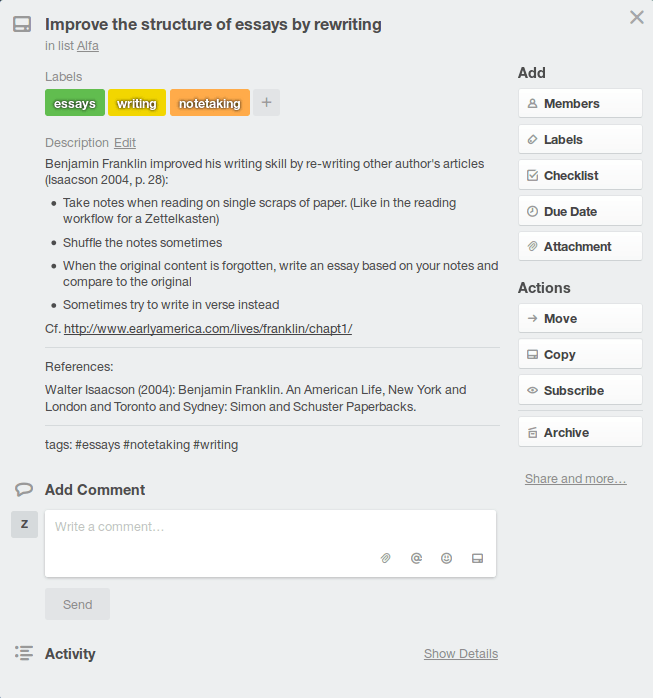 Improve the structure of essays by rewriting
in list Alfa
Labels
essays writing notetaking +
Description Edit
Benjamin Franklin improved his writing skill by re-writing other author's articles
(Isaacson 2004, p. 28):
• Take notes when reading on single scraps of paper. (Like in the reading
workflow for a Zettelkasten)
• Shuffle the notes sometimes
• When the original content is forgotten, write an essay based on your notes and
compare to the original
• Sometimes try to write in verse instead
Cf. http://www.earlyamerica.com/lives/franklin/chapt1/
References:
Walter Isaacson (2004): Benjamin Franklin. An American Life, New York and
London and Toronto and Sydney: Simon and Schuster Paperbacks.
tags: #essays #notetaking #writing
Add Comment
Z
Write a comment…
@
Send
Activity
Show Details
Add
Members
Labels
Checklist
Due Date
Attachment
Actions
Move
Copy
Subscribe
Archive
Share and more…